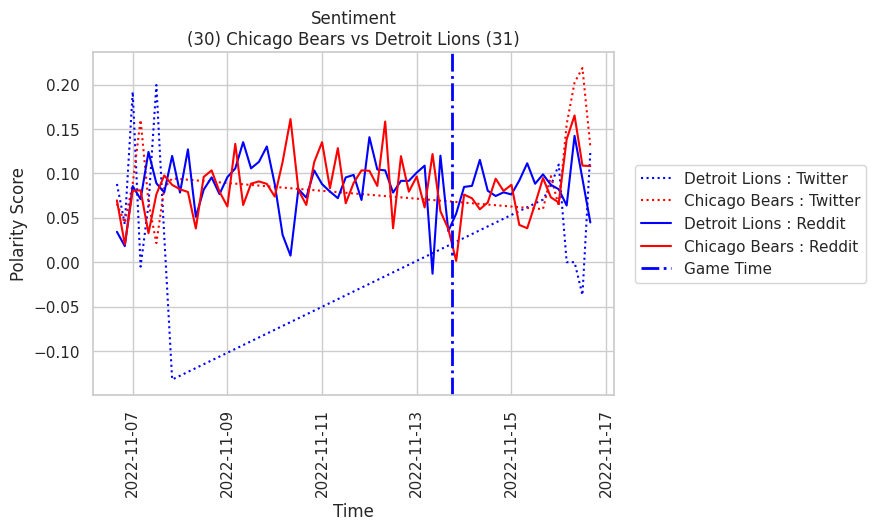 Sentiment
(30) Chicago Bears vs Detroit Lions (31)
Polarity Score
0.20
0.15
0.10
0.05
0.00
−0.05
−0.10
2022-11-07
2022-11-09
2022-11-11
2022-11-13
2022-11-15
2022-11-17
Time
Detroit Lions : Twitter
Chicago Bears : Twitter
Detroit Lions : Reddit
Chicago Bears : Reddit
Game Time